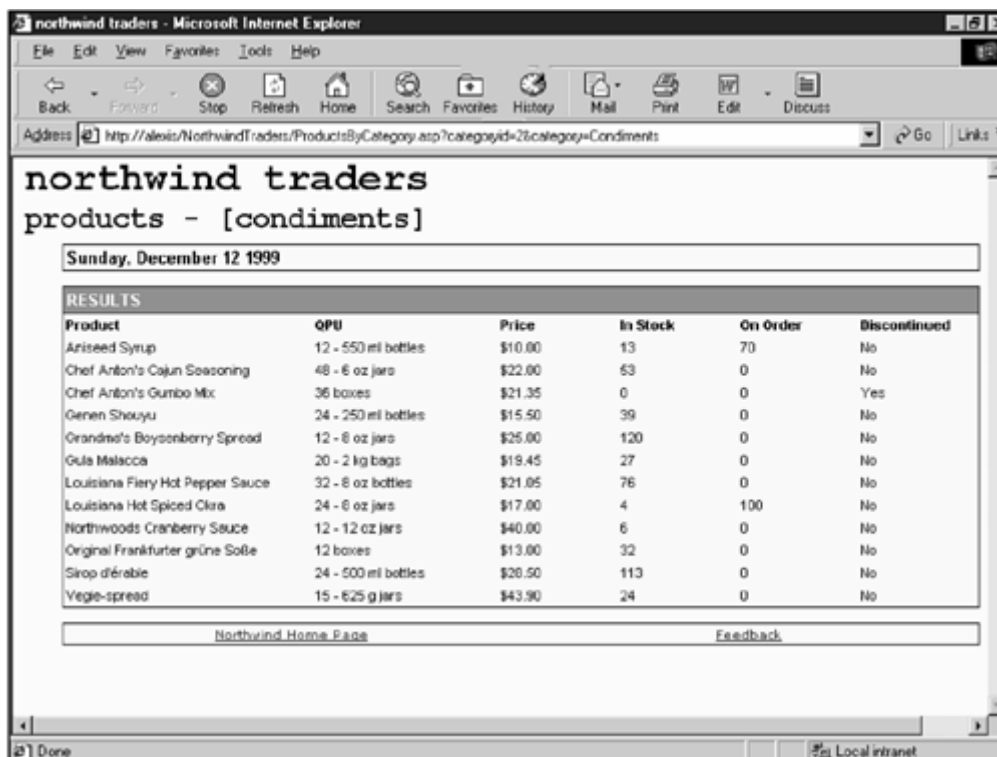 northwind traders - Microsoft Internet Explorer
File Edit View Favorites Tools Help
Back Forward Stop Refresh Home Search Favorites History Mail Print Edit Discuss
Address http://alexis/NorthwindTraders/ProductsByCategory.asp?categoryid=2&category=Condiments Go Links
northwind traders
products - [condiments]
Sunday, December 12 1999
RESULTS
Product QPU Price In Stock On Order Discontinued
Aniseed Syrup 12 - 550 ml bottles $10.00 13 70 No
Chef Anton's Cajun Seasoning 48 - 6 oz jars $22.00 53 0 No
Chef Anton's Gumbo Mix 36 boxes $21.35 0 0 Yes
Genen Shouyu 24 - 250 ml bottles $15.50 39 0 No
Grandma's Boysenberry Spread 12 - 8 oz jars $25.00 120 0 No
Gula Malacca 20 - 2 kg bags $19.45 27 0 No
Louisiana Fiery Hot Pepper Sauce 32 - 8 oz bottles $21.05 76 0 No
Louisiana Hot Spiced Okra 24 - 8 oz jars $17.00 4 100 No
Northwoods Cranberry Sauce 12 - 12 oz jars $40.00 6 0 No
Original Frankfurter grüne Soße 12 boxes $13.00 32 0 No
Sirop d'érable 24 - 500 ml bottles $28.50 113 0 No
Vegie-spread 15 - 625 g jars $43.90 24 0 No
Northwind Home Page Feedback
Done Local intranet